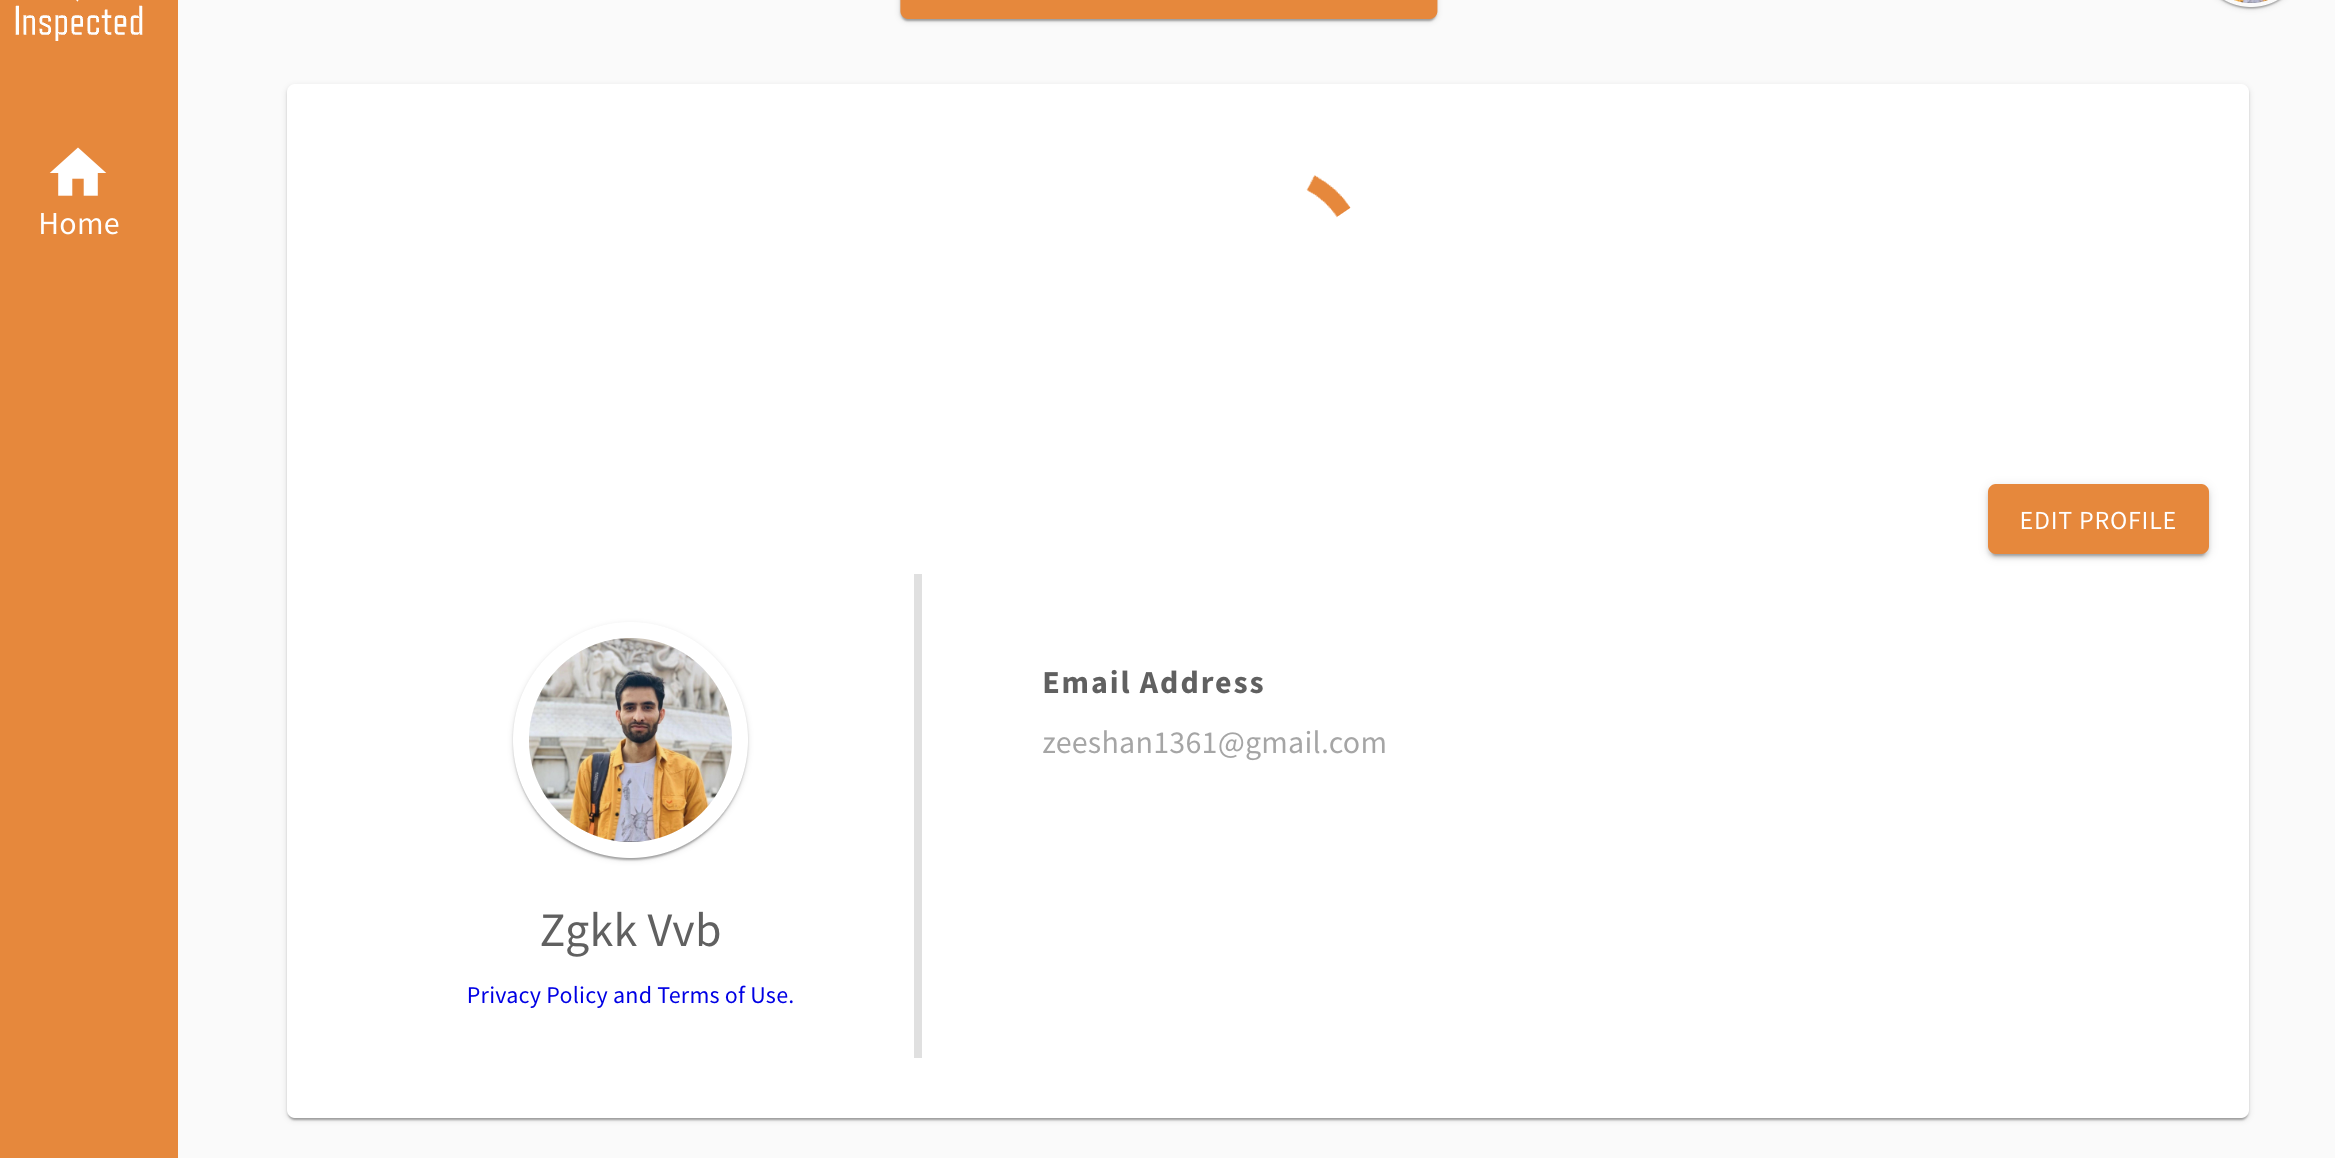 Inspected
Home
EDIT PROFILE
Email Address
zeeshan1361@gmail.com
Zgkk Vvb
Privacy Policy and Terms of Use.